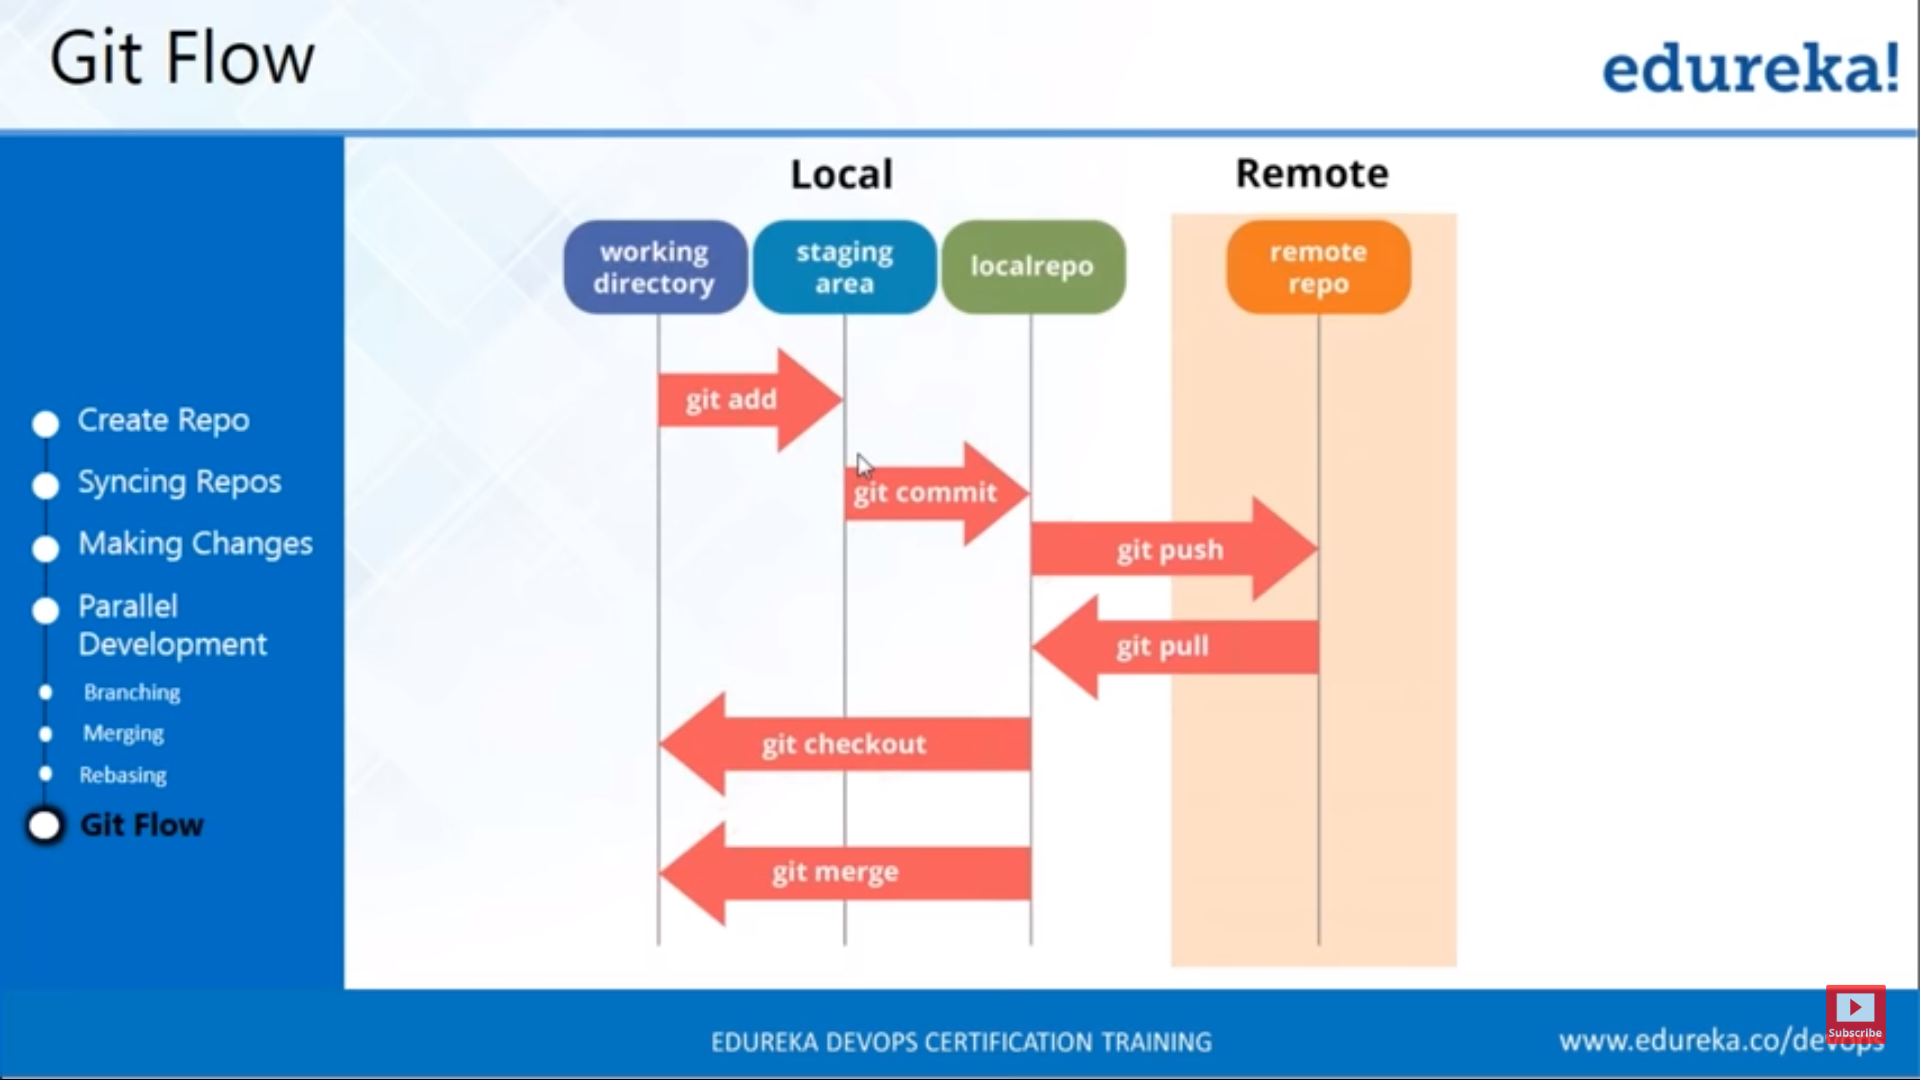 Git Flow
edureka!
Local
Remote
working
directory
staging
area
localrepo
remote
repo
git add
git commit
git push
git pull
git checkout
git merge
Create Repo
Syncing Repos
Making Changes
Parallel
Development
Branching
Merging
Rebasing
Git Flow
EDUREKA DEVOPS CERTIFICATION TRAINING
www.edureka.co/devops
Subscribe